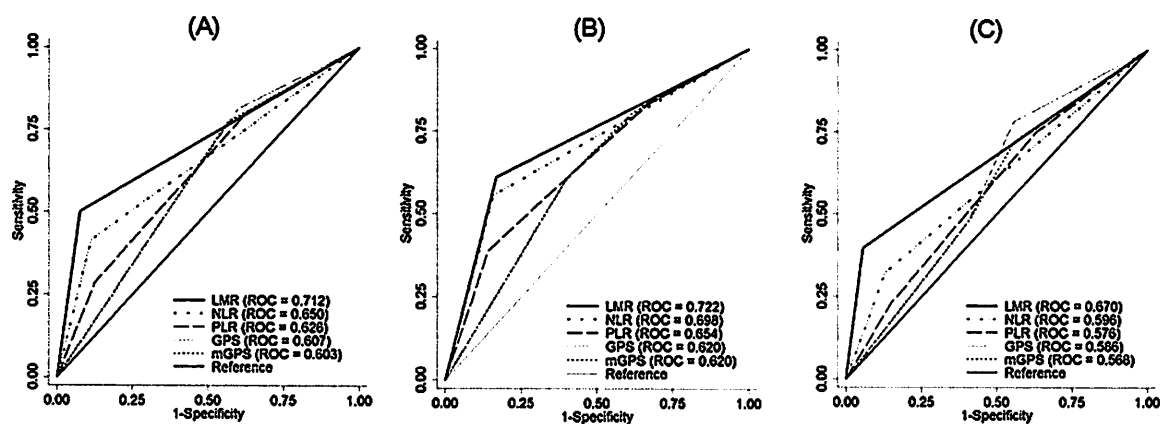 (A)
Sensitivity
0.00 0.25 0.50 0.75 1.00
LMR (ROC = 0.712)
NLR (ROC = 0.650)
PLR (ROC = 0.626)
GPS (ROC = 0.607)
mGPS (ROC = 0.603)
Reference
0.00 0.25 0.50 0.75 1.00
1-Specificity
(B)
Sensitivity
0.00 0.25 0.50 0.75 1.00
LMR (ROC = 0.722)
NLR (ROC = 0.698)
PLR (ROC = 0.654)
GPS (ROC = 0.620)
mGPS (ROC = 0.620)
Reference
0.00 0.25 0.50 0.75 1.00
1-Specificity
(C)
Sensitivity
0.00 0.25 0.50 0.75 1.00
LMR (ROC = 0.670)
NLR (ROC = 0.596)
PLR (ROC = 0.576)
GPS (ROC = 0.586)
mGPS (ROC = 0.568)
Reference
0.00 0.25 0.50 0.75 1.00
1-Specificity